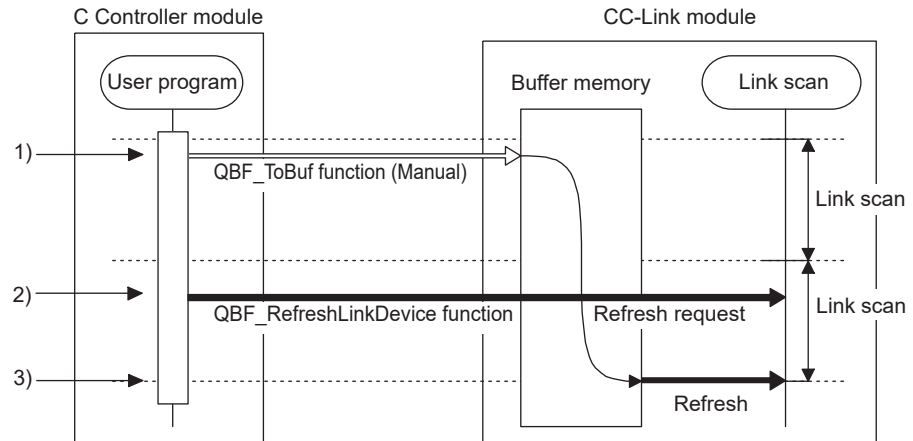 C Controller module
CC-Link module
User program
Buffer memory
Link scan
1)
QBF_ToBuf function (Manual)
Link scan
2)
QBF_RefreshLinkDevice function
Refresh request
Link scan
3)
Refresh